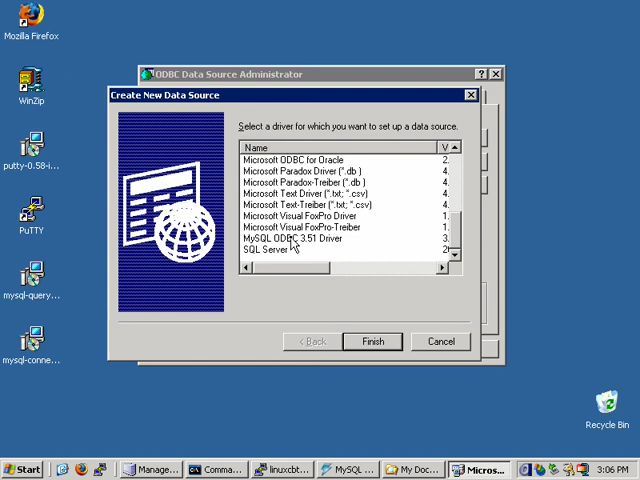 Mozilla Firefox
WinZip
putty-0.58-i...
PuTTY
mysql-query...
mysql-conne...
Recycle Bin
ODBC Data Source Administrator
Create New Data Source
Select a driver for which you want to set up a data source.
Name V
Microsoft ODBC for Oracle 2.
Microsoft Paradox Driver (*.db ) 4.
Microsoft Paradox-Treiber (*.db ) 4.
Microsoft Text Driver (*.txt; *.csv) 4.
Microsoft Text-Treiber (*.txt; *.csv) 4.
Microsoft Visual FoxPro Driver 1.
Microsoft Visual FoxPro-Treiber 1.
MySQL ODBC 3.51 Driver 3.
SQL Server 2
< Back Finish Cancel
Start Manage... Comma... linuxcbt... MySQL ... My Doc... Micros... 3:06 PM